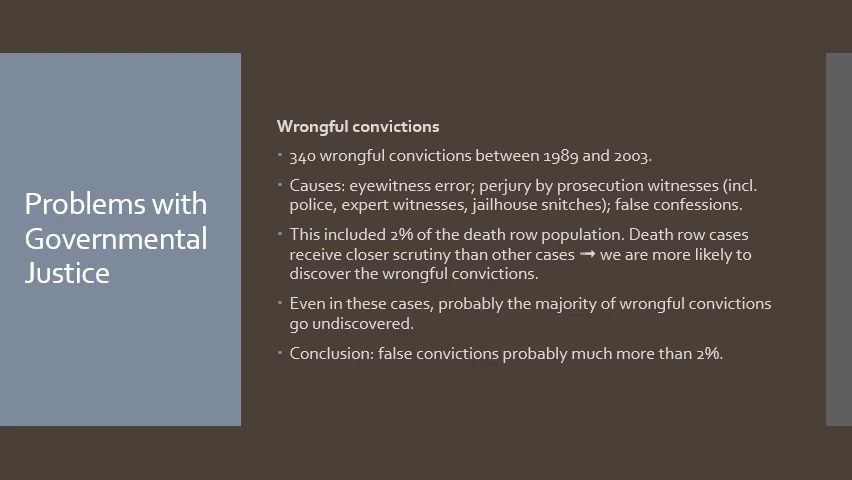 Problems with
Governmental
Justice
Wrongful convictions
• 340 wrongful convictions between 1989 and 2003.
• Causes: eyewitness error; perjury by prosecution witnesses (incl.
police, expert witnesses, jailhouse snitches); false confessions.
• This included 2% of the death row population. Death row cases
receive closer scrutiny than other cases ➞ we are more likely to
discover the wrongful convictions.
• Even in these cases, probably the majority of wrongful convictions
go undiscovered.
• Conclusion: false convictions probably much more than 2%.